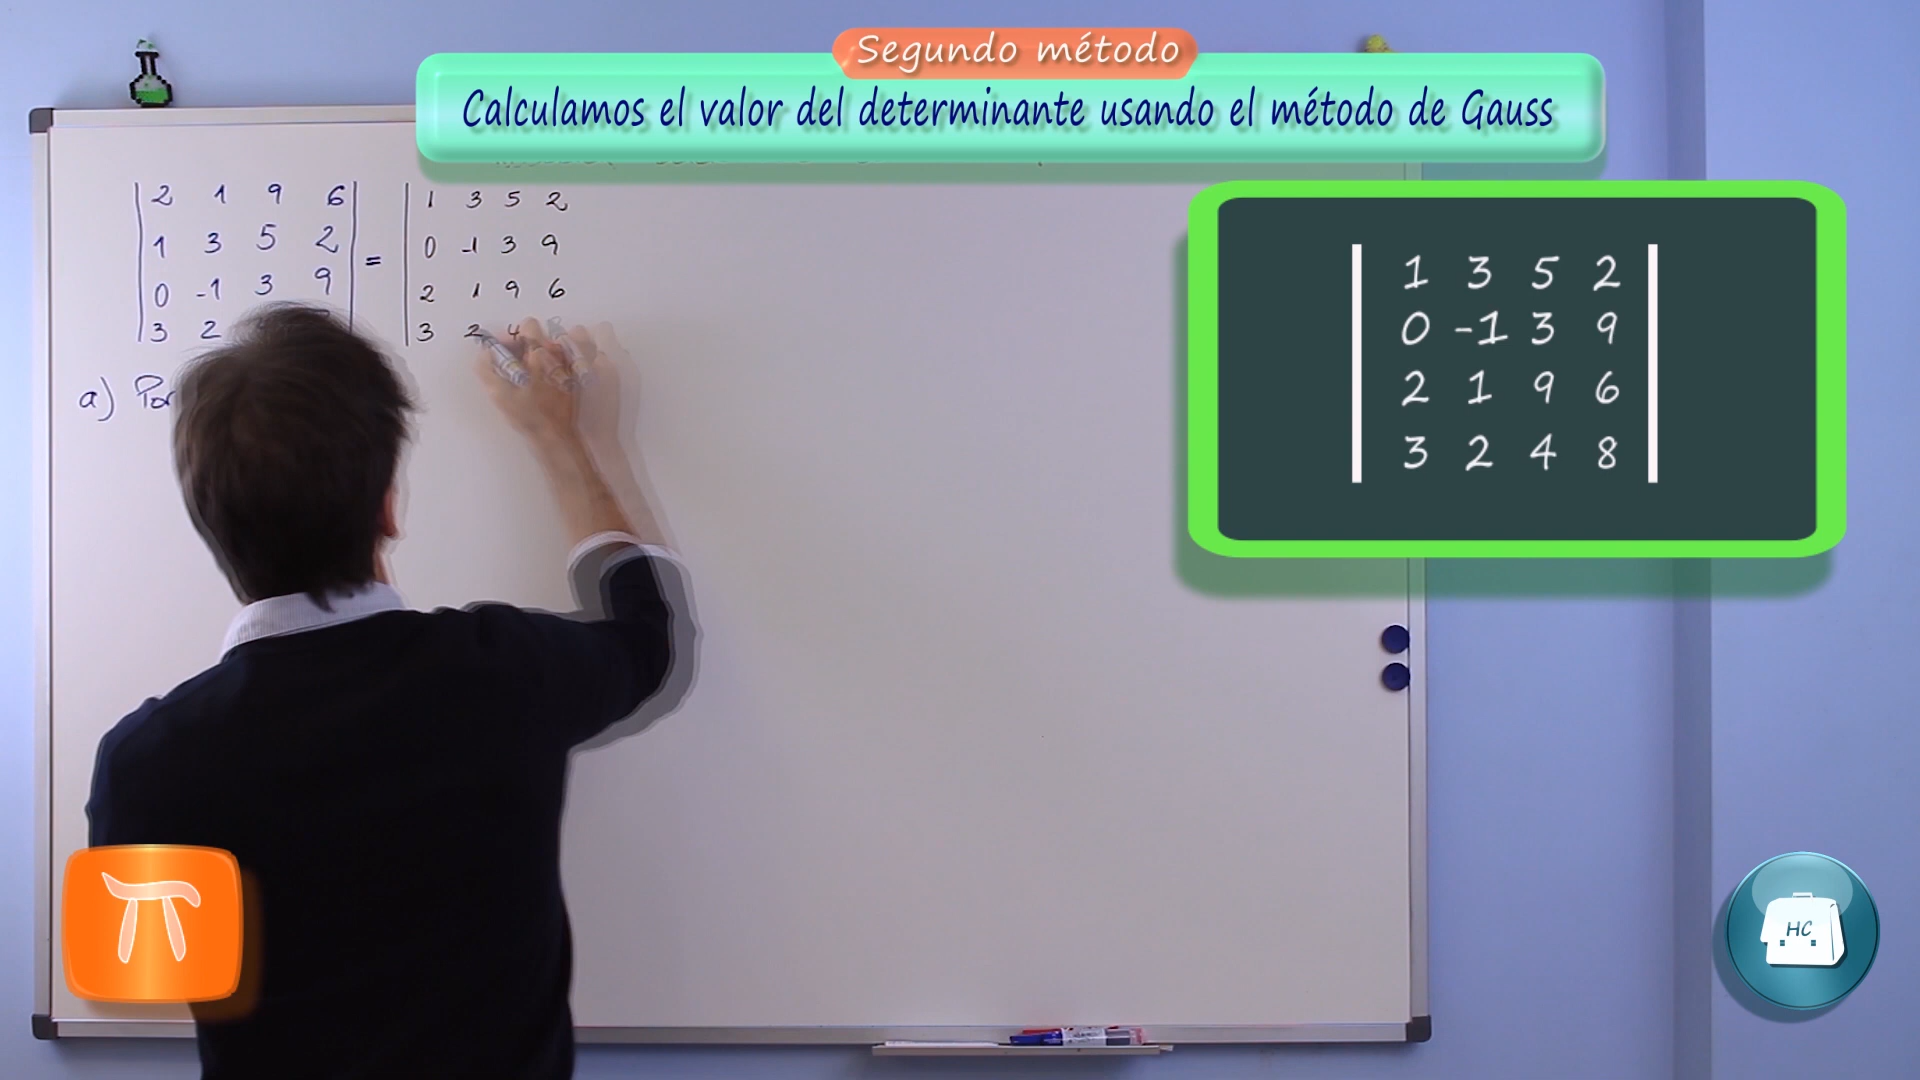 Segundo método
Calculamos el valor del determinante usando el método de Gauss
2 1 9 6
1 3 5 2
0 -1 3 9
3 2
=
1 3 5 2
0 -1 3 9
2 1 9 6
3 2 4
a) Por
1 3 5 2
0 -1 3 9
2 1 9 6
3 2 4 8
π
HC